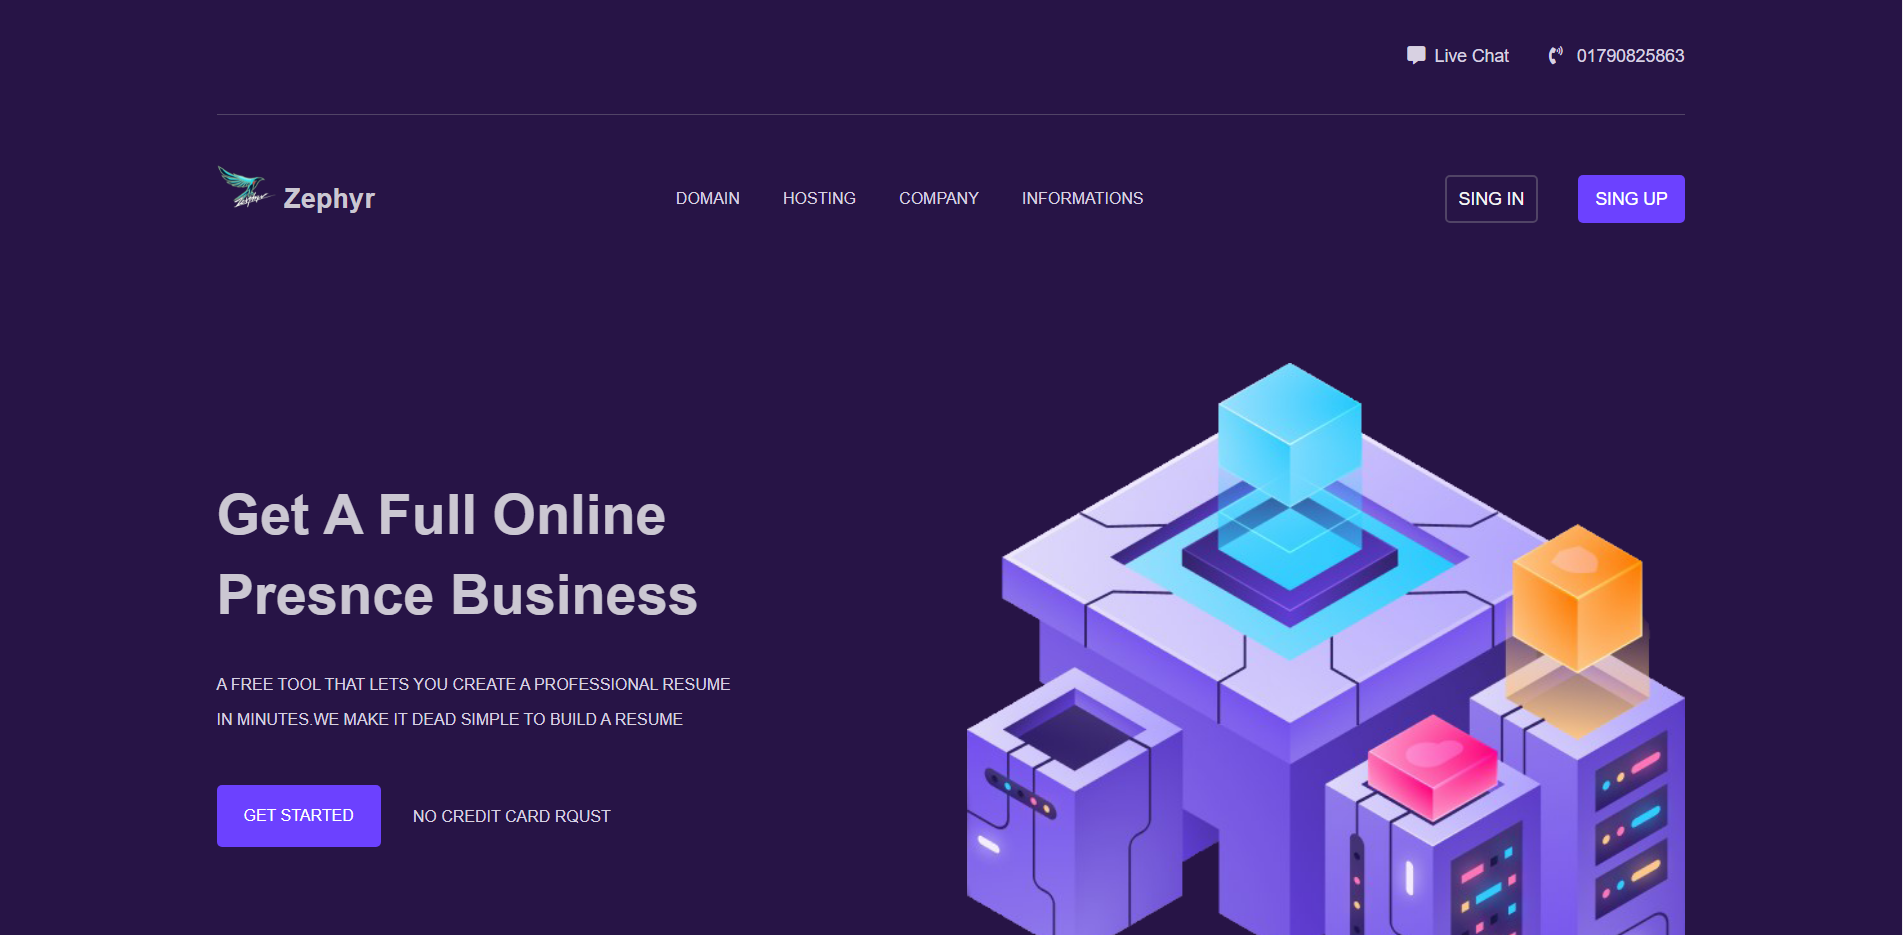 Live Chat 01790825863
Zephyr Zephyr DOMAIN HOSTING COMPANY INFORMATIONS SING IN SING UP
Get A Full Online
Presnce Business
A FREE TOOL THAT LETS YOU CREATE A PROFESSIONAL RESUME
IN MINUTES.WE MAKE IT DEAD SIMPLE TO BUILD A RESUME
GET STARTED NO CREDIT CARD RQUST